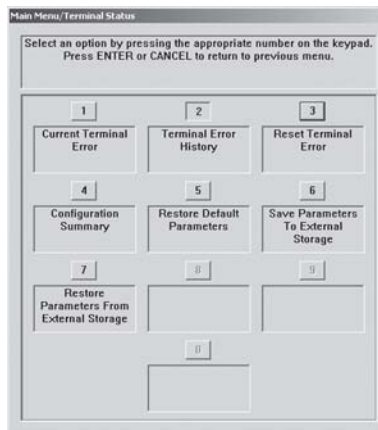 Main Menu/Terminal Status
Select an option by pressing the appropriate number on the keypad.
Press ENTER or CANCEL to return to previous menu.
1
2
3
Current Terminal
Error
Terminal Error
History
Reset Terminal
Error
4
5
6
Configuration
Summary
Restore Default
Parameters
Save Parameters
To External
Storage
7
8
9
Restore
Parameters From
External Storage
0